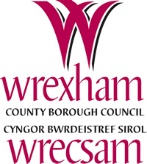 wrexham
COUNTY BOROUGH COUNCIL
CYNGOR BWRDEISTREF SIROL
wrecsam